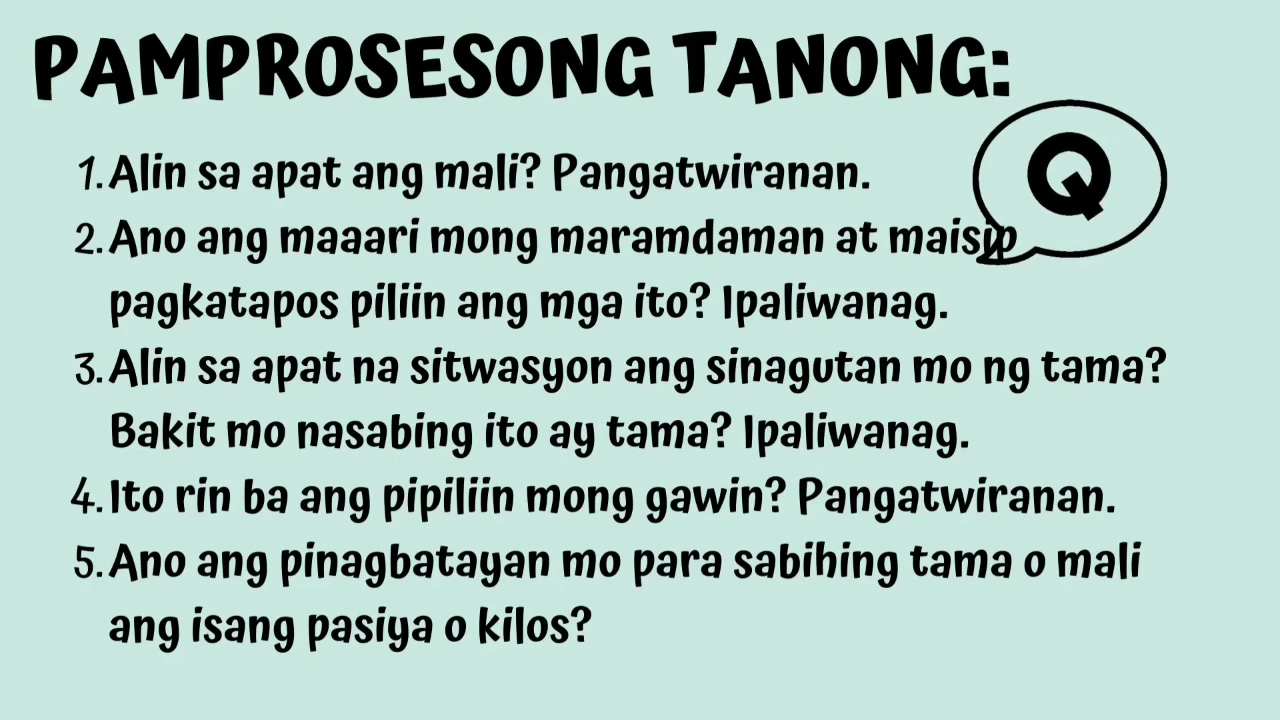 PAMPROSESONG TANONG:
Q
1. Alin sa apat ang mali? Pangatwiranan.
2. Ano ang maaari mong maramdaman at maisip
pagkatapos piliin ang mga ito? Ipaliwanag.
3. Alin sa apat na sitwasyon ang sinagutan mo ng tama?
Bakit mo nasabing ito ay tama? Ipaliwanag.
4. Ito rin ba ang pipiliin mong gawin? Pangatwiranan.
5. Ano ang pinagbatayan mo para sabihing tama o mali
ang isang pasiya o kilos?